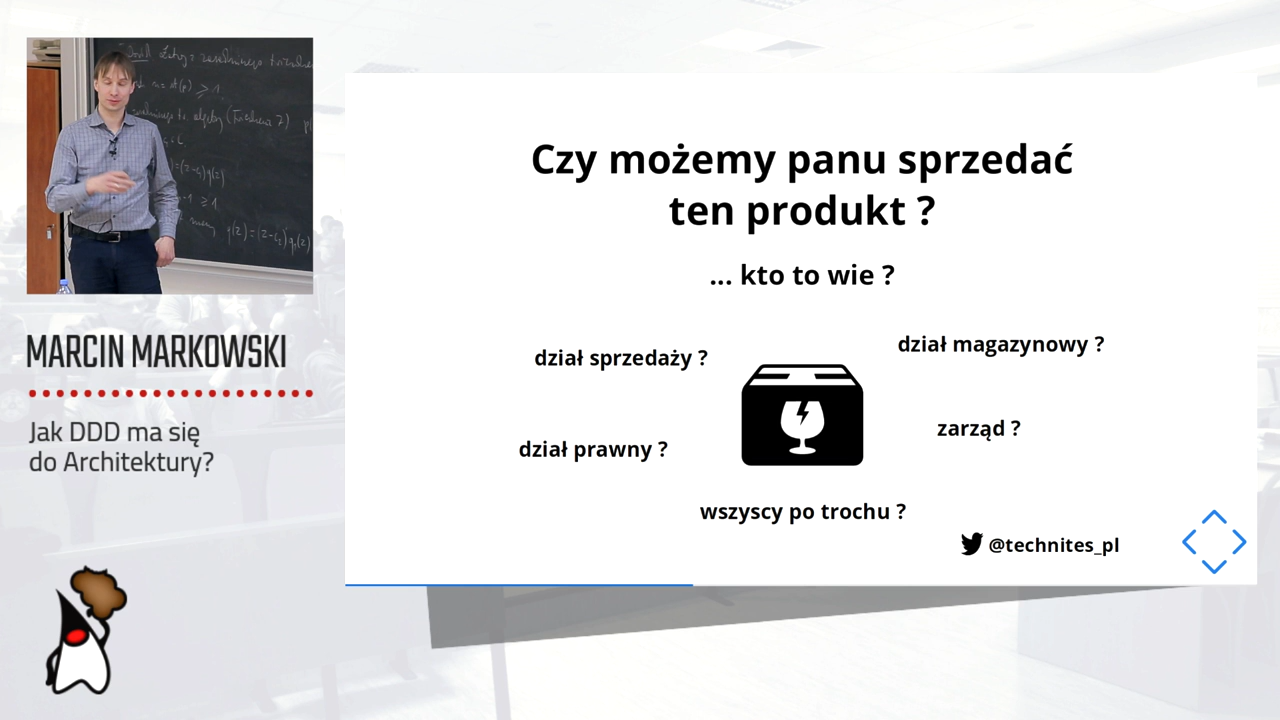 MARCIN MARKOWSKI
Jak DDD ma się
do Architektury?
Czy możemy panu sprzedać
ten produkt ?
... kto to wie ?
dział sprzedaży ?
dział magazynowy ?
dział prawny ?
zarząd ?
wszyscy po trochu ?
@technites_pl